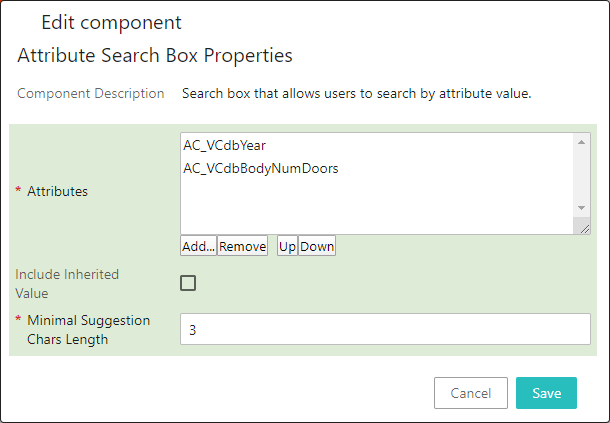 Edit component
Attribute Search Box Properties
Component Description Search box that allows users to search by attribute value.
AC_VCdbYear
AC_VCdbBodyNumDoors
* Attributes
Add... Remove Up Down
Include Inherited
Value
* Minimal Suggestion
Chars Length
3
Cancel Save